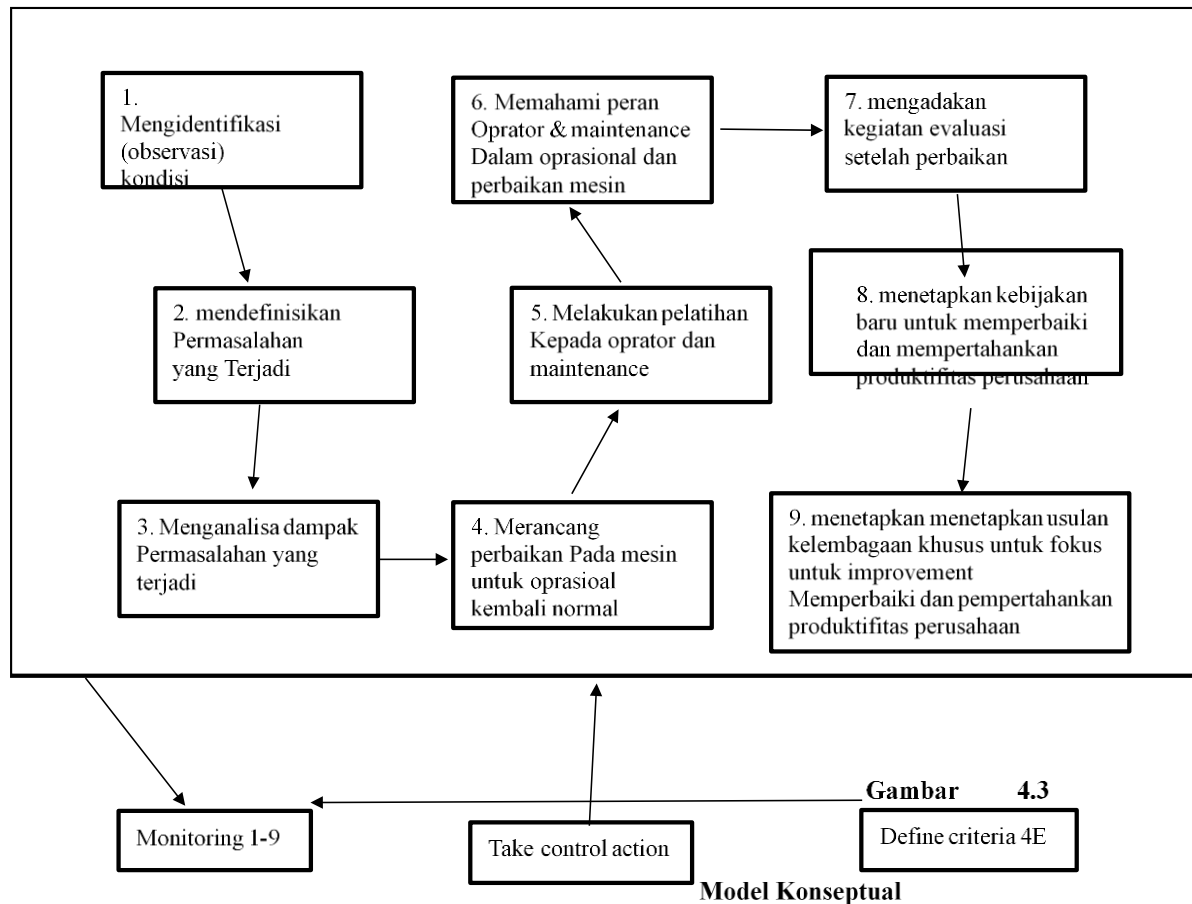 1.
Mengidentifikasi
(observasi)
kondisi
2. mendefinisikan
Permasalahan
yang Terjadi
3. Menganalisa dampak
Permasalahan yang
terjadi
4. Merancang
perbaikan Pada mesin
untuk oprasioal
kembali normal
5. Melakukan pelatihan
Kepada oprator dan
maintenance
6. Memahami peran
Oprator & maintenance
Dalam oprasional dan
perbaikan mesin
7. mengadakan
kegiatan evaluasi
setelah perbaikan
8. menetapkan kebijakan
baru untuk memperbaiki
dan mempertahankan
produktifitas perusahaan
9. menetapkan menetapkan usulan
kelembagaan khusus untuk fokus
untuk improvement
Memperbaiki dan pempertahankan
produktifitas perusahaan
Monitoring 1-9
Take control action
Gambar 4.3
Define criteria 4E
Model Konseptual